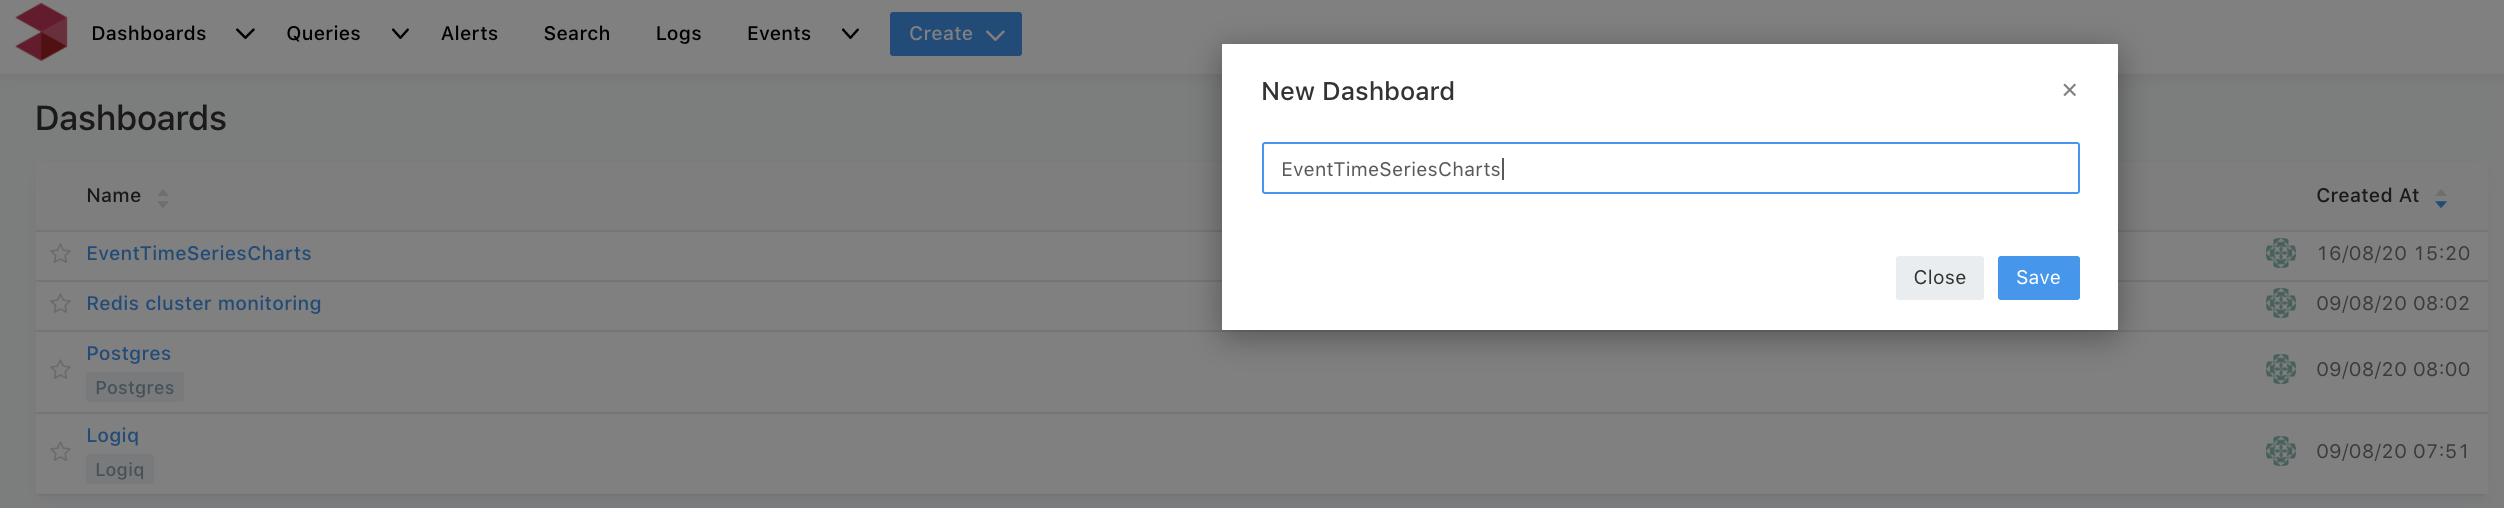 Dashboards Queries Alerts Search Logs Events Create
Dashboards
Name Created At
EventTimeSeriesCharts 16/08/20 15:20
Redis cluster monitoring 09/08/20 08:02
Postgres 09/08/20 08:00
Postgres
Logiq 09/08/20 07:51
Logiq
New Dashboard ×
EventTimeSeriesCharts
Close Save